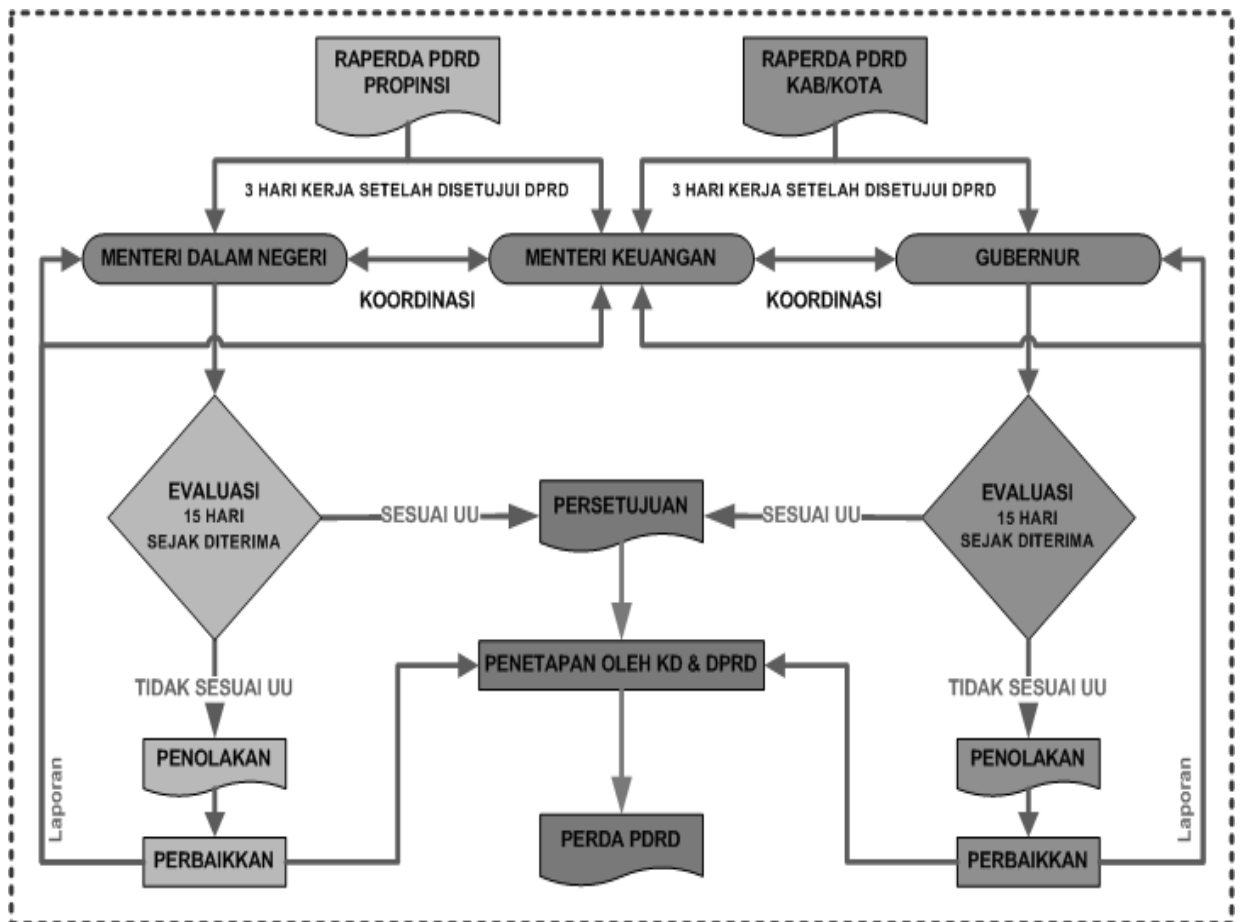 RAPERDA PDRD
PROPINSI
RAPERDA PDRD
KAB/KOTA
3 HARI KERJA SETELAH DISETUJUI DPRD
3 HARI KERJA SETELAH DISETUJUI DPRD
MENTERI DALAM NEGERI
MENTERI KEUANGAN
GUBERNUR
KOORDINASI
KOORDINASI
EVALUASI
15 HARI
SEJAK DITERIMA
SESUAI UU
PERSETUJUAN
SESUAI UU
EVALUASI
15 HARI
SEJAK DITERIMA
PENETAPAN OLEH KD & DPRD
TIDAK SESUAI UU
TIDAK SESUAI UU
PENOLAKAN
PENOLAKAN
Laporan
Laporan
PERDA PDRD
PERBAIKKAN
PERBAIKKAN